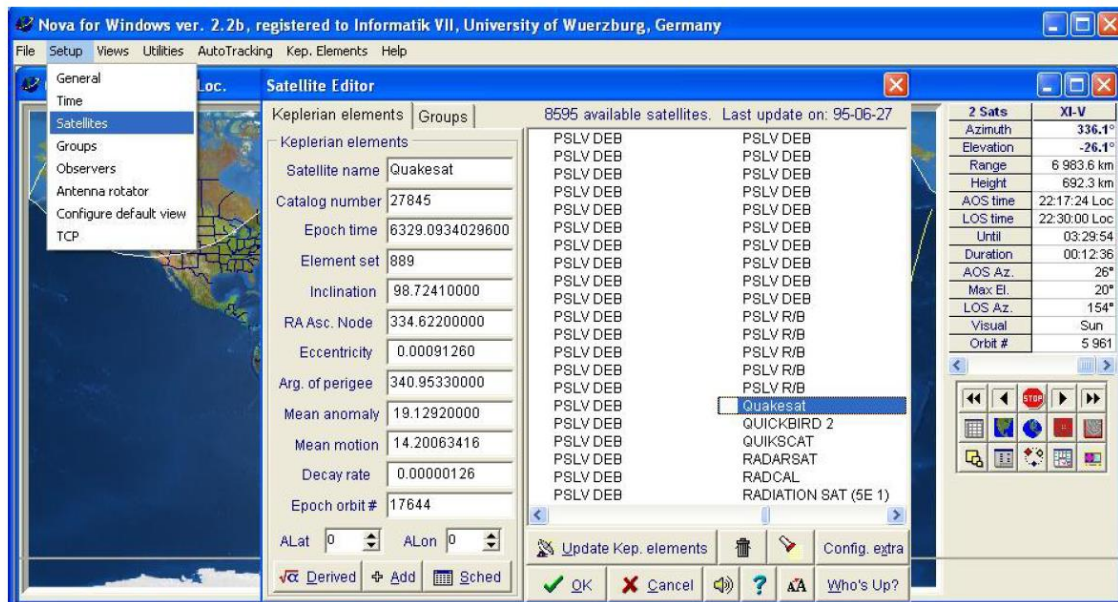 Nova for Windows ver. 2.2b, registered to Informatik VII, University of Wuerzburg, Germany
File Setup Views Utilities AutoTracking Kep. Elements Help
General
Time
Satellites
Groups
Observers
Antenna rotator
Configure default view
TCP
Loc.
Satellite Editor
Keplerian elements Groups
8595 available satellites. Last update on: 95-06-27
Keplerian elements
Satellite name Quakesat
Catalog number 27845
Epoch time 6329.0934029600
Element set 889
Inclination 98.72410000
RA Asc. Node 334.62200000
Eccentricity 0.00091260
Arg. of perigee 340.95330000
Mean anomaly 19.12920000
Mean motion 14.20063416
Decay rate 0.00000126
Epoch orbit # 17644
ALat 0 ALon 0
√α Derived Add Sched
PSLV DEB PSLV DEB
PSLV DEB PSLV DEB
PSLV DEB PSLV DEB
PSLV DEB PSLV DEB
PSLV DEB PSLV DEB
PSLV DEB PSLV DEB
PSLV DEB PSLV DEB
PSLV DEB PSLV DEB
PSLV DEB PSLV DEB
PSLV DEB PSLV DEB
PSLV DEB PSLV R/B
PSLV DEB PSLV R/B
PSLV DEB PSLV R/B
PSLV DEB PSLV R/B
PSLV DEB PSLV R/B
PSLV DEB Quakesat
PSLV DEB QUICKBIRD 2
PSLV DEB QUIKSCAT
PSLV DEB RADARSAT
PSLV DEB RADCAL
PSLV DEB RADIATION SAT (5E 1)
Update Kep. elements Config. extra
OK Cancel ? AA Who's Up?
2 Sats XI-V
Azimuth 336.1°
Elevation -26.1°
Range 6 983.6 km
Height 692.3 km
AOS time 22:17:24 Loc
LOS time 22:30:00 Loc
Until 03:29:54
Duration 00:12:36
AOS Az. 26°
Max El. 20°
LOS Az. 154°
Visual Sun
Orbit # 5 961
STOP